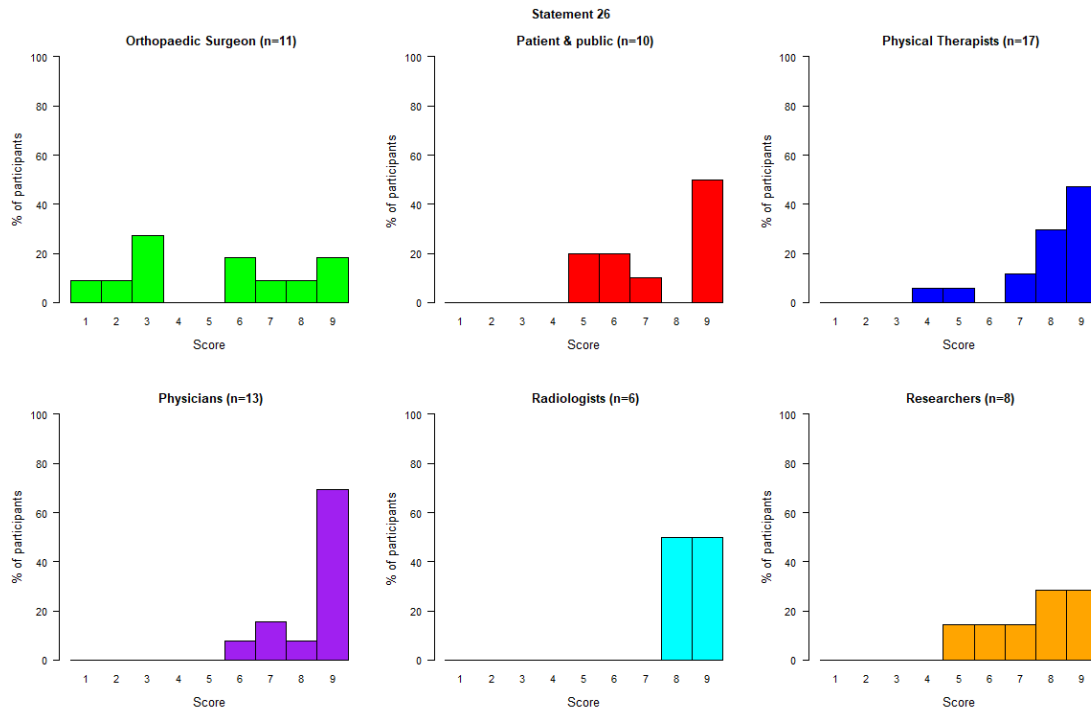 Statement 26
Orthopaedic Surgeon (n=11)
100
80
60
40
20
0
% of participants
1 2 3 4 5 6 7 8 9
Score
Patient & public (n=10)
100
80
60
40
20
0
% of participants
1 2 3 4 5 6 7 8 9
Score
Physical Therapists (n=17)
100
80
60
40
20
0
% of participants
1 2 3 4 5 6 7 8 9
Score
Physicians (n=13)
100
80
60
40
20
0
% of participants
1 2 3 4 5 6 7 8 9
Score
Radiologists (n=6)
100
80
60
40
20
0
% of participants
1 2 3 4 5 6 7 8 9
Score
Researchers (n=8)
100
80
60
40
20
0
% of participants
1 2 3 4 5 6 7 8 9
Score